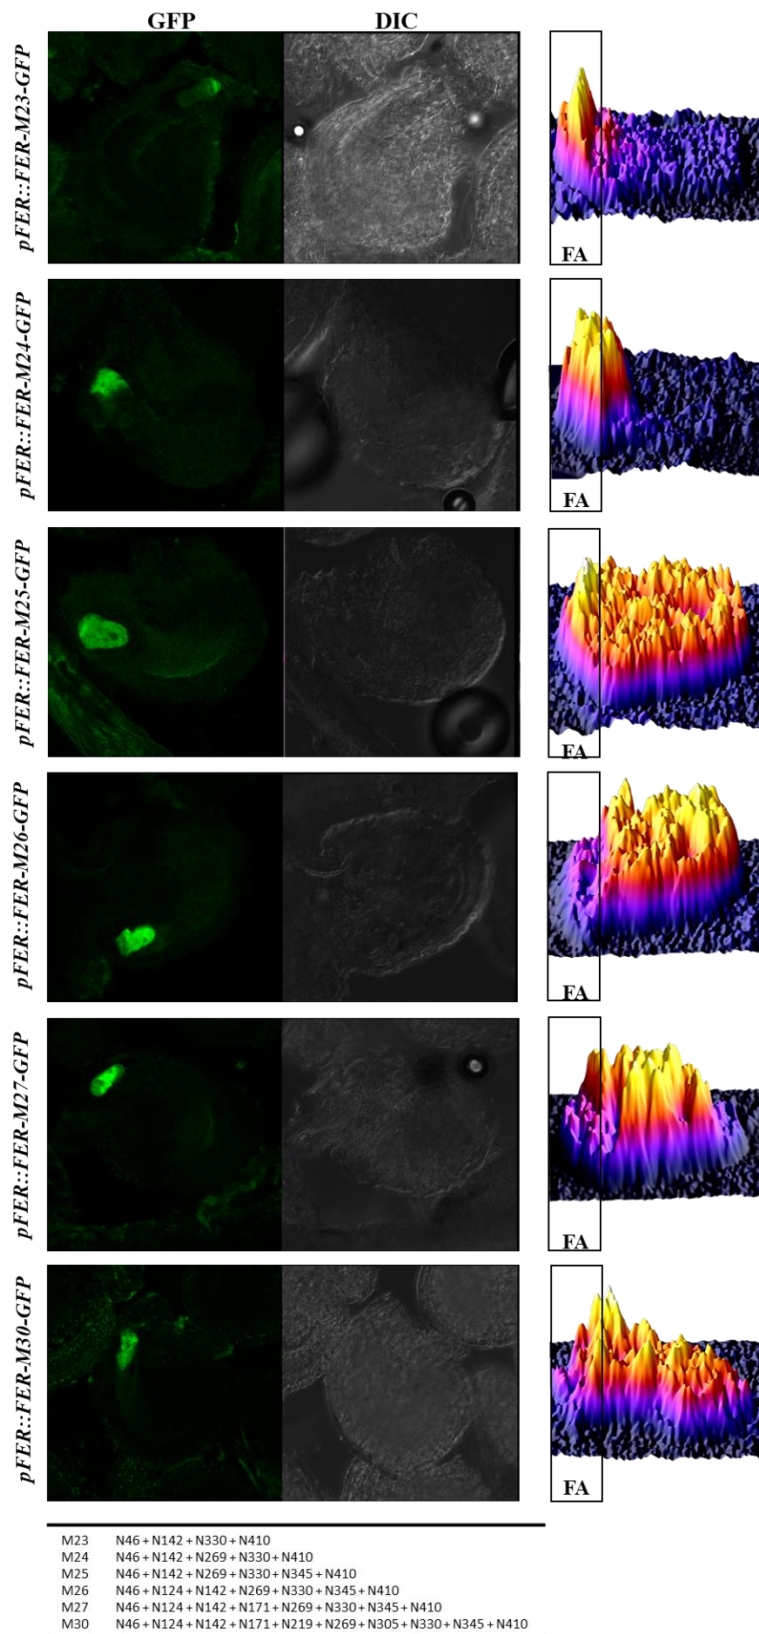 GFP DIC
pFER::FER-M23-GFP
FA
pFER::FER-M24-GFP
FA
pFER::FER-M25-GFP
FA
pFER::FER-M26-GFP
FA
pFER::FER-M27-GFP
FA
pFER::FER-M30-GFP
FA
M23 N46 + N142 + N330 + N410
M24 N46 + N142 + N269 + N330 + N410
M25 N46 + N142 + N269 + N330 + N345 + N410
M26 N46 + N124 + N142 + N269 + N330 + N345 + N410
M27 N46 + N124 + N142 + N171 + N269 + N330 + N345 + N410
M30 N46 + N124 + N142 + N171 + N219 + N269 + N305 + N330 + N345 + N410